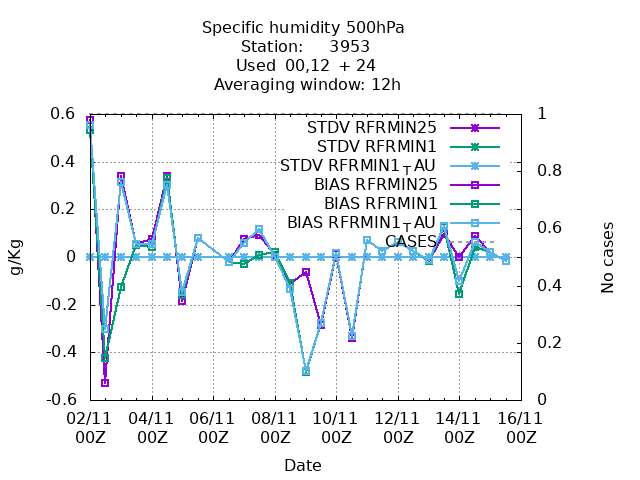 Specific humidity 500hPa
Station: 3953
Used 00,12 + 24
Averaging window: 12h
0.6
0.4
0.2
0
-0.2
-0.4
-0.6
g/Kg
1
0.8
0.6
0.4
0.2
0
No cases
STDV RFRMIN25
STDV RFRMIN1
STDV RFRMIN1TAU
BIAS RFRMIN25
BIAS RFRMIN1
BIAS RFRMIN1TAU
CASES
02/11 04/11 06/11 08/11 10/11 12/11 14/11 16/11
00Z 00Z 00Z 00Z 00Z 00Z 00Z 00Z
Date